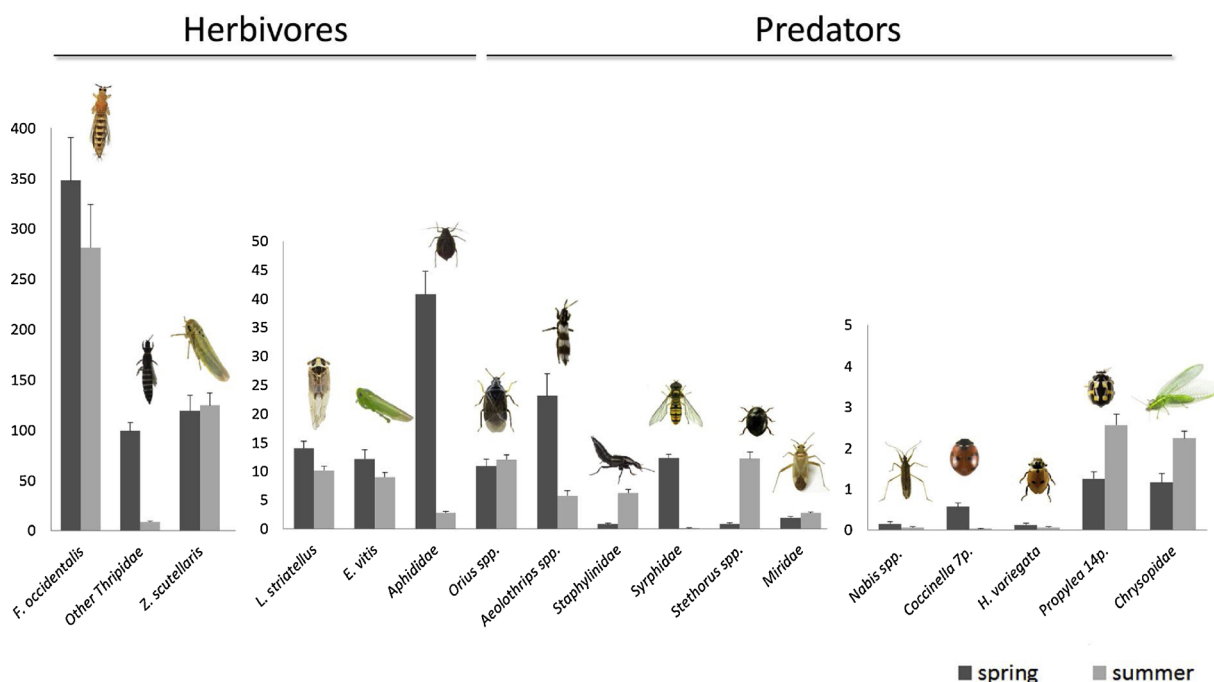 Herbivores
Predators
400
350
300
250
200
150
100
50
0
F. occidentalis
Other Thripidae
Z. scutellaris
50
45
40
35
30
25
20
15
10
5
0
L. striatellus
E. vitis
Aphididae
Orius spp.
Aeolothrips spp.
Staphylinidae
Syrphidae
Stethorus spp.
Miridae
5
4
3
2
1
0
Nabis spp.
Coccinella 7p.
H. variegata
Propylea 14p.
Chrysopidae
spring
summer